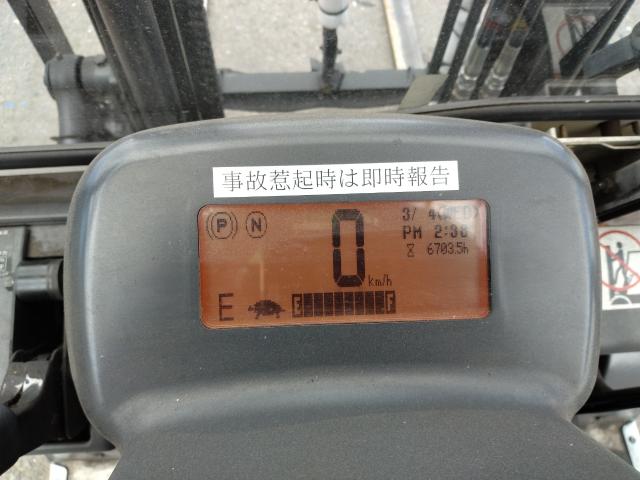 事故惹起時は即時報告
P N 0 km/h
3/ 4(WED)
PM 2:38
6703.5h
E E F